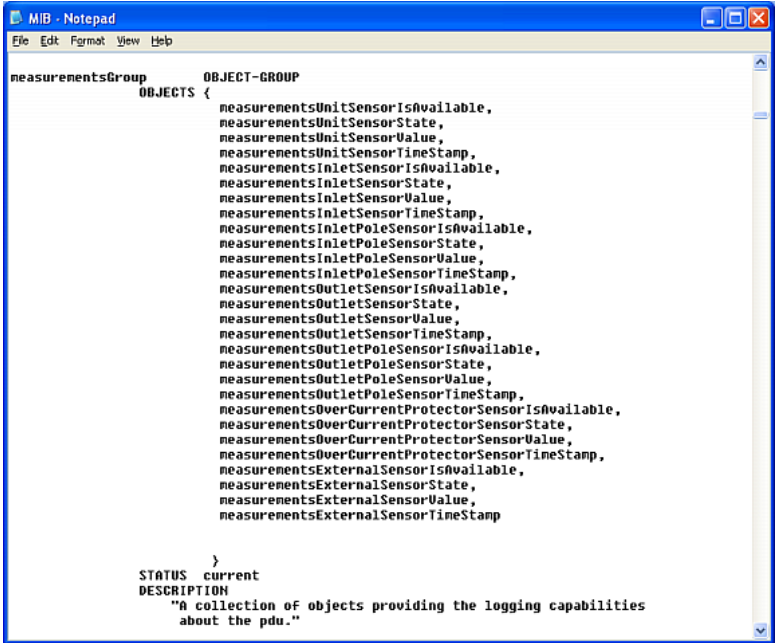 MIB - Notepad
File Edit Format View Help
measurementsGroup OBJECT-GROUP
OBJECTS {
measurementsUnitSensorIsAvailable,
measurementsUnitSensorState,
measurementsUnitSensorValue,
measurementsUnitSensorTimeStamp,
measurementsInletSensorIsAvailable,
measurementsInletSensorState,
measurementsInletSensorValue,
measurementsInletSensorTimeStamp,
measurementsInletPoleSensorIsAvailable,
measurementsInletPoleSensorState,
measurementsInletPoleSensorValue,
measurementsInletPoleSensorTimeStamp,
measurementsOutletSensorIsAvailable,
measurementsOutletSensorState,
measurementsOutletSensorValue,
measurementsOutletSensorTimeStamp,
measurementsOutletPoleSensorIsAvailable,
measurementsOutletPoleSensorState,
measurementsOutletPoleSensorValue,
measurementsOutletPoleSensorTimeStamp,
measurementsOverCurrentProtectorSensorIsAvailable,
measurementsOverCurrentProtectorSensorState,
measurementsOverCurrentProtectorSensorValue,
measurementsOverCurrentProtectorSensorTimeStamp,
measurementsExternalSensorIsAvailable,
measurementsExternalSensorState,
measurementsExternalSensorValue,
measurementsExternalSensorTimeStamp
}
STATUS current
DESCRIPTION
"A collection of objects providing the logging capabilities
about the pdu."